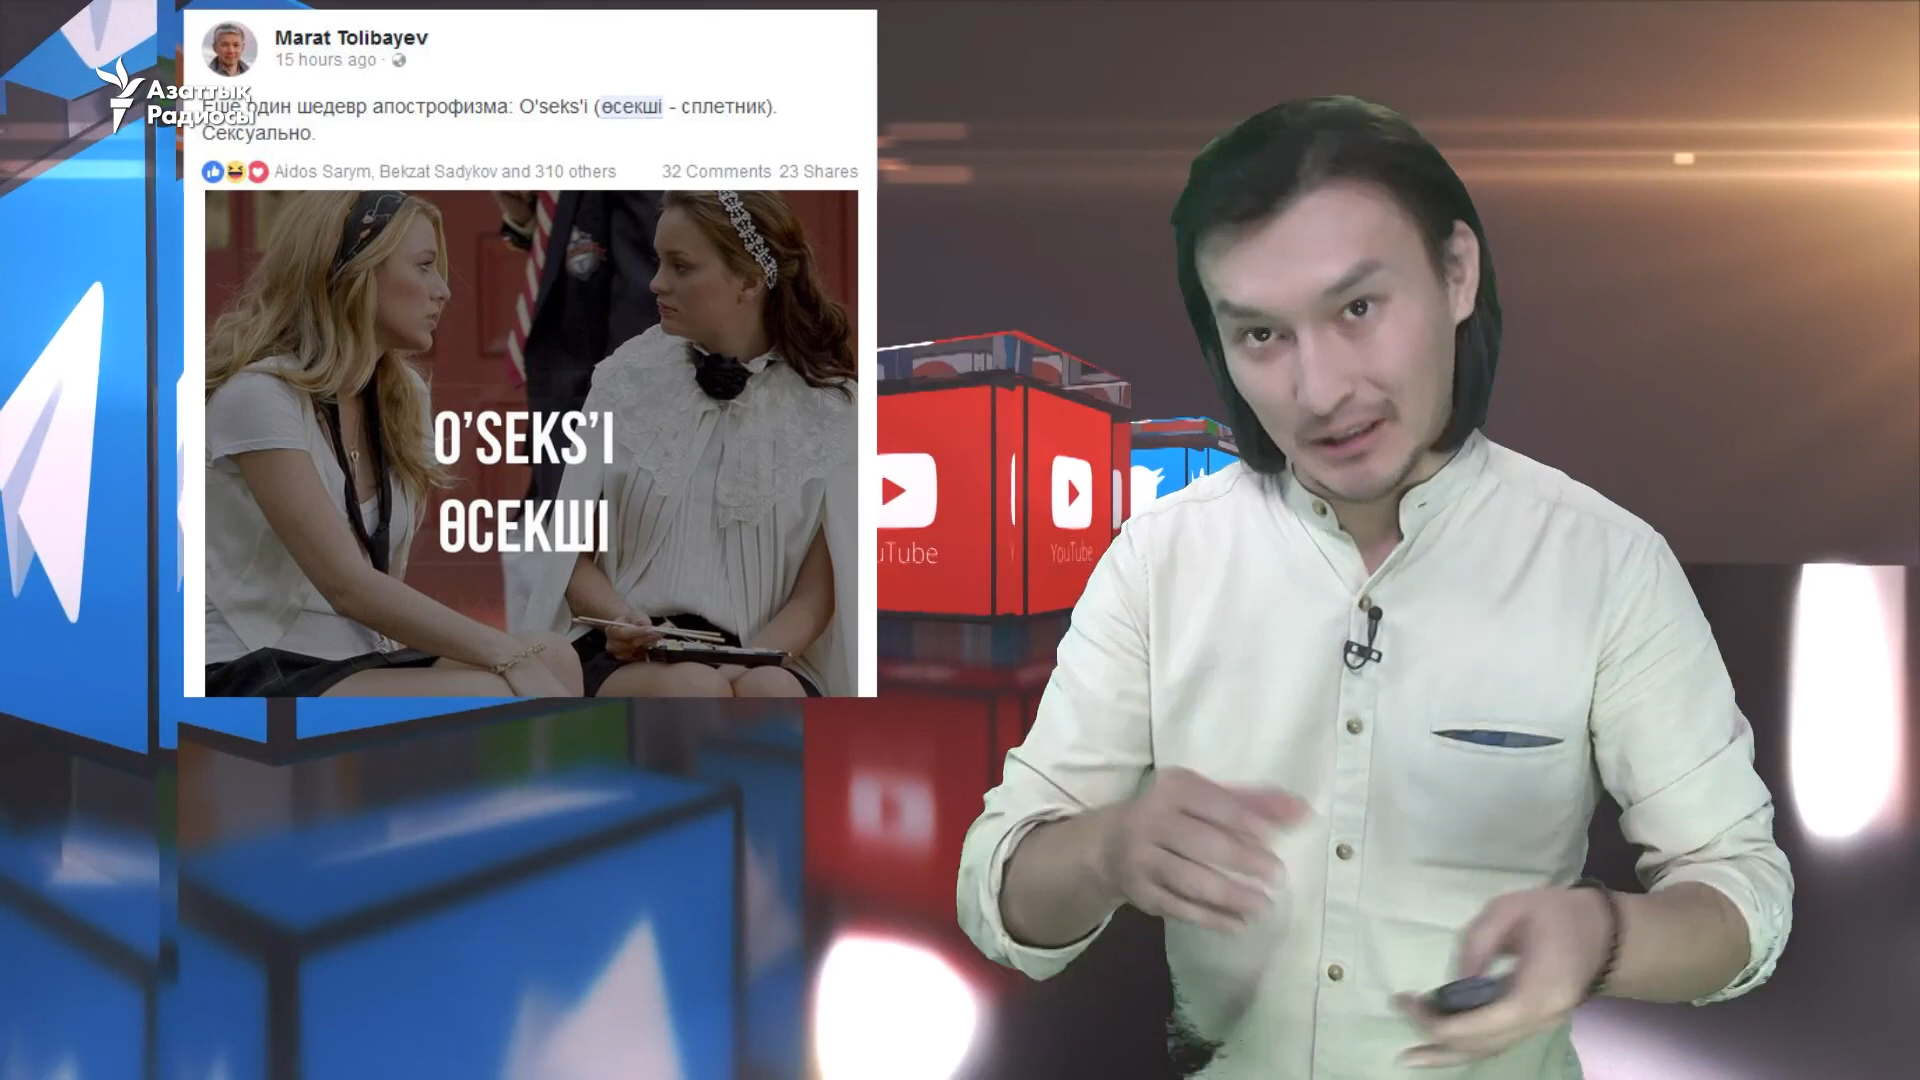 Marat Tolibayev
15 hours ago
Азаттық
Радиосы
Еще один шедевр апострофизма: O'seks'i (өсекші - сплетник).
Сексуально.
Aidos Sarym, Bekzat Sadykov and 310 others
32 Comments 23 Shares
O'SEKS'I
ӨСЕКШІ
uTube
YouTube